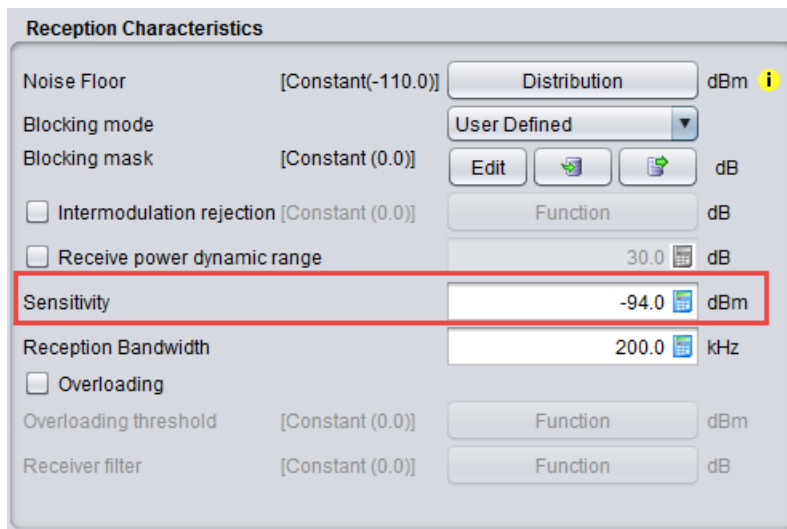 Reception Characteristics
Noise Floor [Constant(-110.0)] Distribution dBm i
Blocking mode User Defined
Blocking mask [Constant (0.0)] Edit dB
Intermodulation rejection [Constant (0.0)] Function dB
Receive power dynamic range 30.0 dB
Sensitivity -94.0 dBm
Reception Bandwidth 200.0 kHz
Overloading
Overloading threshold [Constant (0.0)] Function dBm
Receiver filter [Constant (0.0)] Function dB